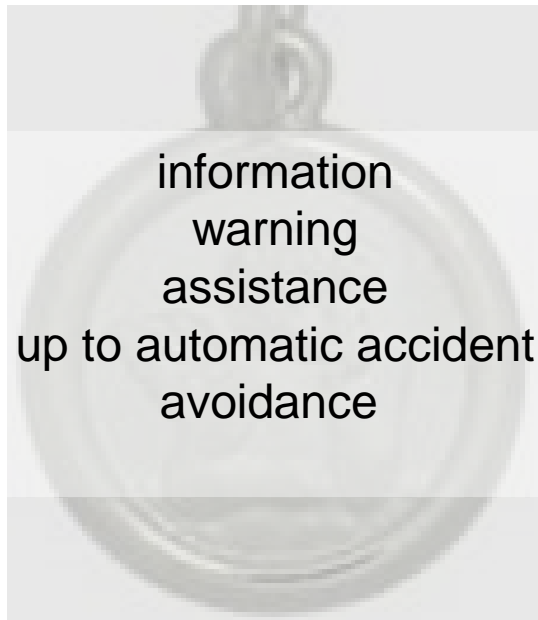 information
warning
assistance
up to automatic accident
avoidance